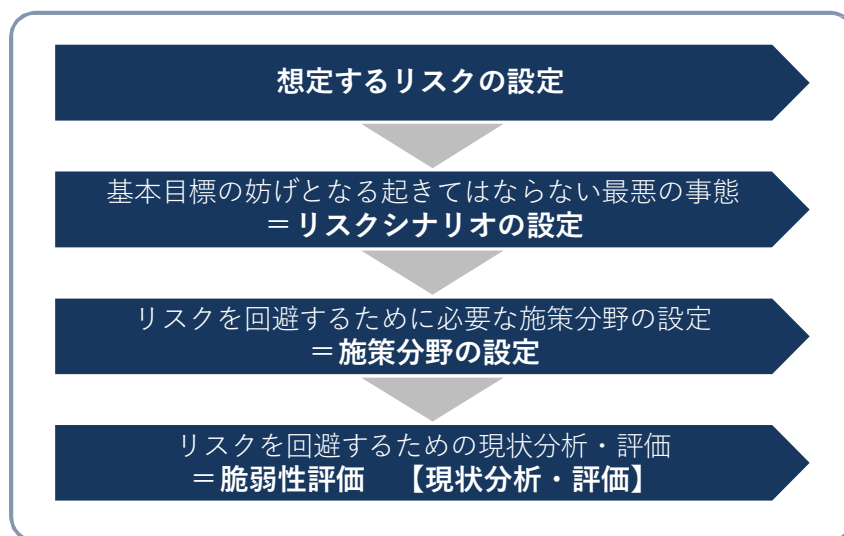 想定するリスクの設定
基本目標の妨げとなる起きてはならない最悪の事態
＝リスクシナリオの設定
リスクを回避するために必要な施策分野の設定
＝施策分野の設定
リスクを回避するための現状分析・評価
＝脆弱性評価　【現状分析・評価】